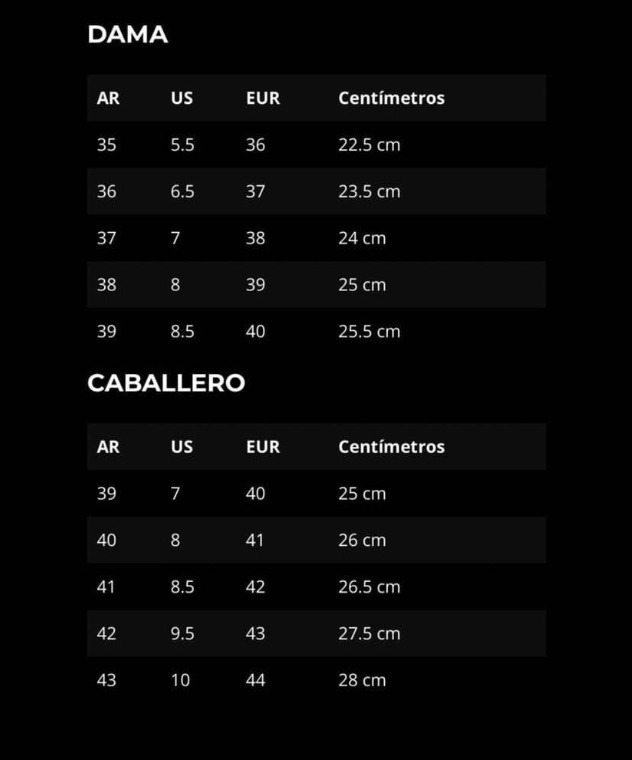 DAMA
AR US EUR Centímetros
35 5.5 36 22.5 cm
36 6.5 37 23.5 cm
37 7 38 24 cm
38 8 39 25 cm
39 8.5 40 25.5 cm
CABALLERO
AR US EUR Centímetros
39 7 40 25 cm
40 8 41 26 cm
41 8.5 42 26.5 cm
42 9.5 43 27.5 cm
43 10 44 28 cm